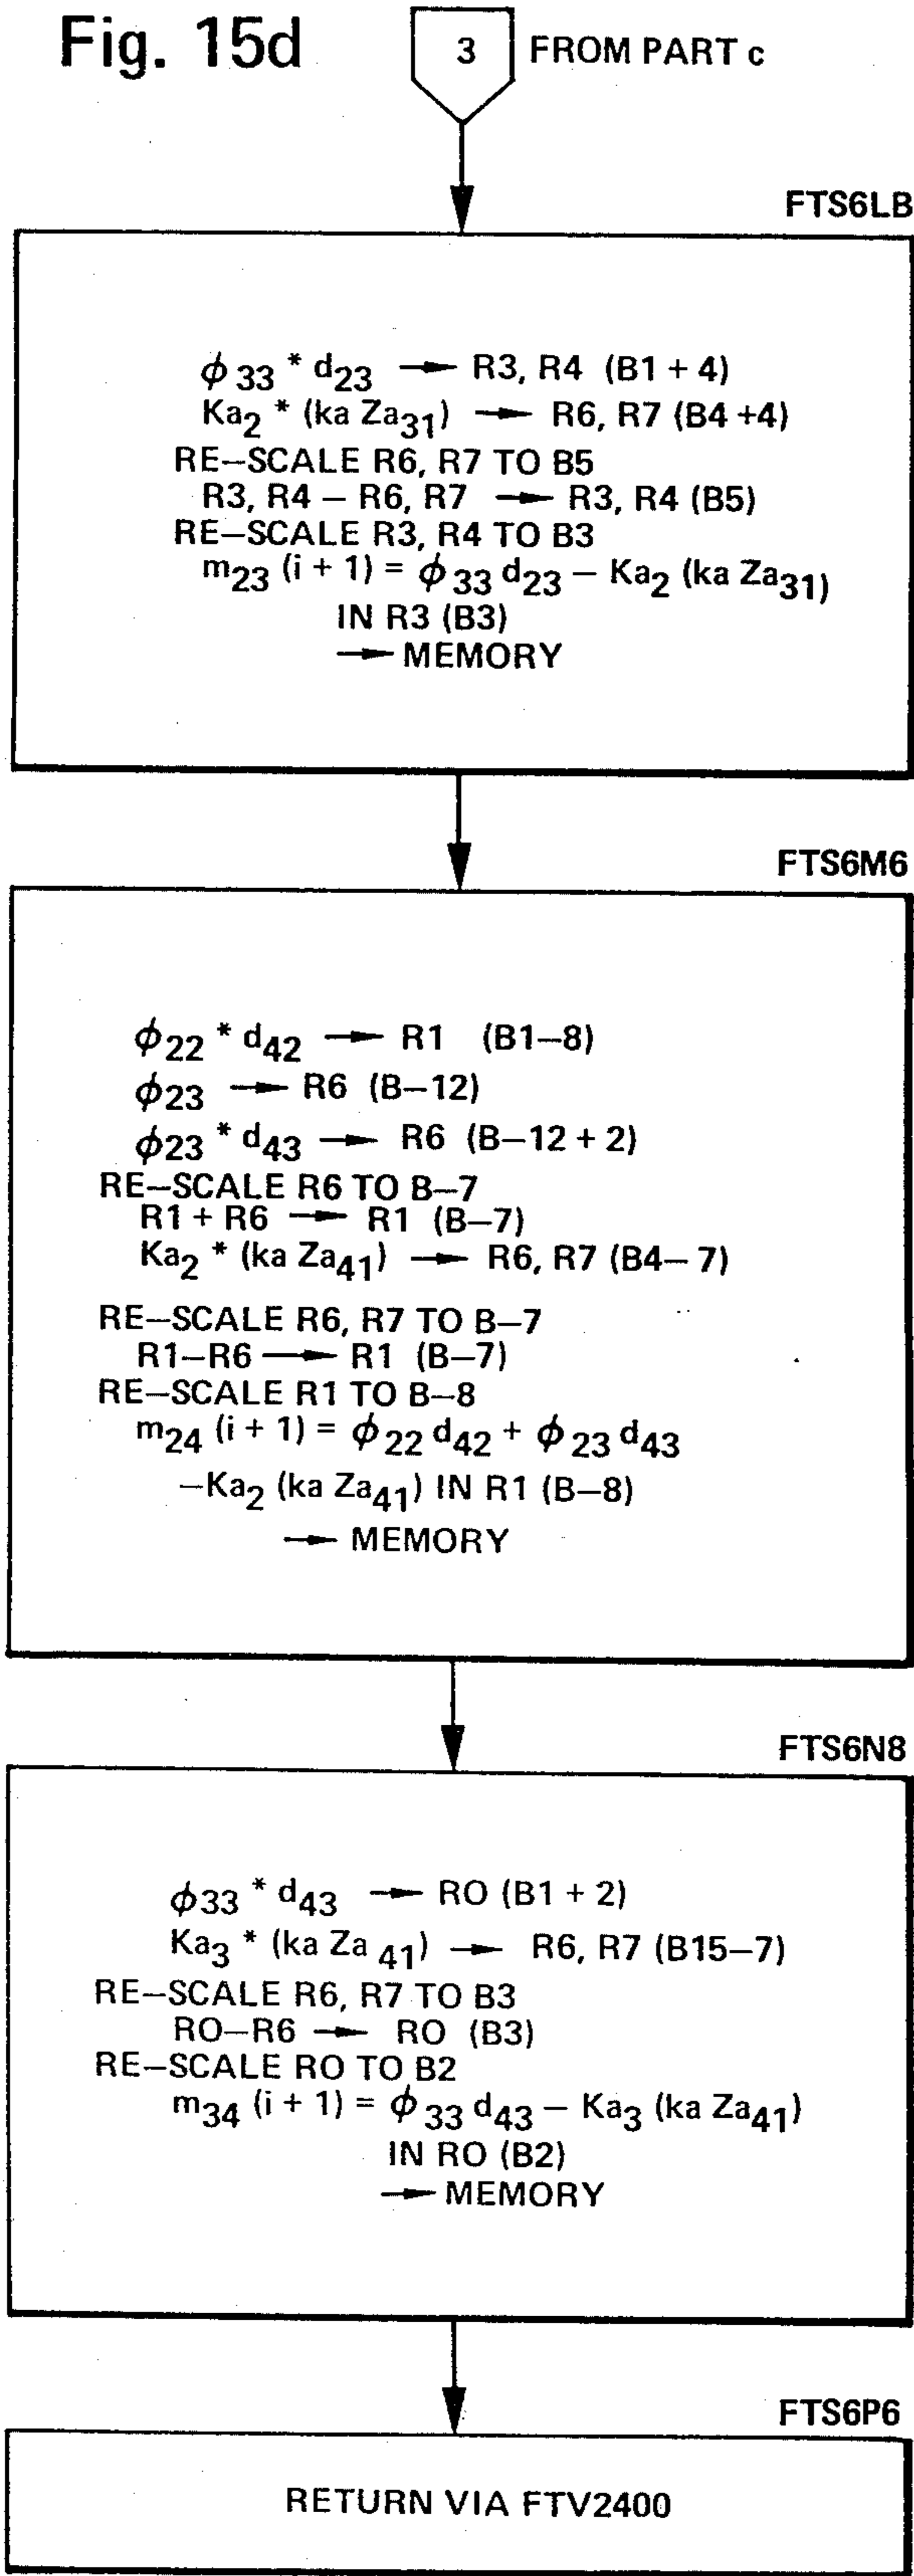 Fig. 15d
3 FROM PART c
FTS6LB
ϕ33 * d23 → R3, R4 (B1 + 4)
Ka2 * (ka Za31) → R6, R7 (B4 +4)
RE–SCALE R6, R7 TO B5
R3, R4 – R6, R7 → R3, R4 (B5)
RE–SCALE R3, R4 TO B3
m23 (i + 1) = ϕ33 d23 – Ka2 (ka Za31)
IN R3 (B3)
→ MEMORY
FTS6M6
ϕ22 * d42 → R1 (B1–8)
ϕ23 → R6 (B–12)
ϕ23 * d43 → R6 (B–12 + 2)
RE–SCALE R6 TO B–7
R1 + R6 → R1 (B–7)
Ka2 * (ka Za41) → R6, R7 (B4– 7)
RE–SCALE R6, R7 TO B–7
R1–R6 → R1 (B–7)
RE–SCALE R1 TO B–8
m24 (i + 1) = ϕ22 d42 + ϕ23 d43
–Ka2 (ka Za41) IN R1 (B–8)
→ MEMORY
FTS6N8
ϕ33 * d43 → RO (B1 + 2)
Ka3 * (ka Za 41) → R6, R7 (B15–7)
RE–SCALE R6, R7 TO B3
RO–R6 → RO (B3)
RE–SCALE RO TO B2
m34 (i + 1) = ϕ33 d43 – Ka3 (ka Za41)
IN RO (B2)
→ MEMORY
FTS6P6
RETURN VIA FTV2400